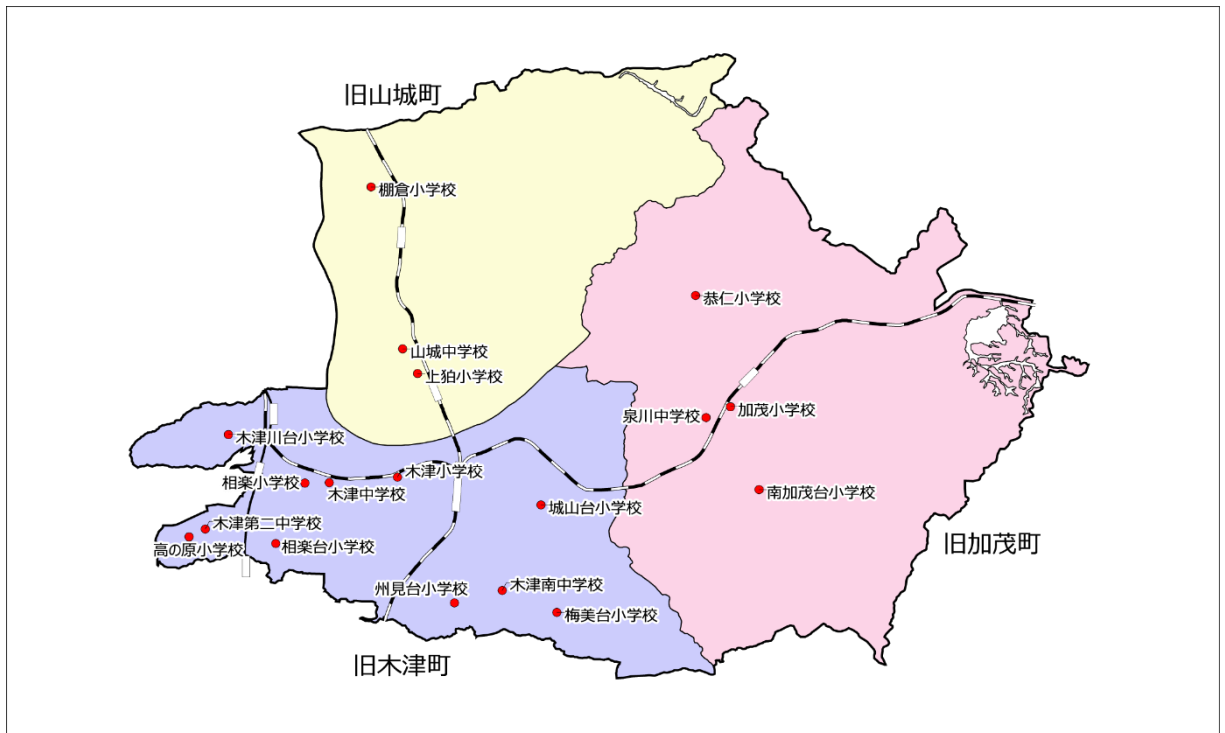 旧山城町
棚倉小学校
恭仁小学校
山城中学校
上狛小学校
加茂小学校
泉川中学校
木津川台小学校
木津小学校
相楽小学校
木津中学校
南加茂台小学校
城山台小学校
木津第二中学校
高の原小学校
相楽台小学校
旧加茂町
州見台小学校
木津南中学校
梅美台小学校
旧木津町